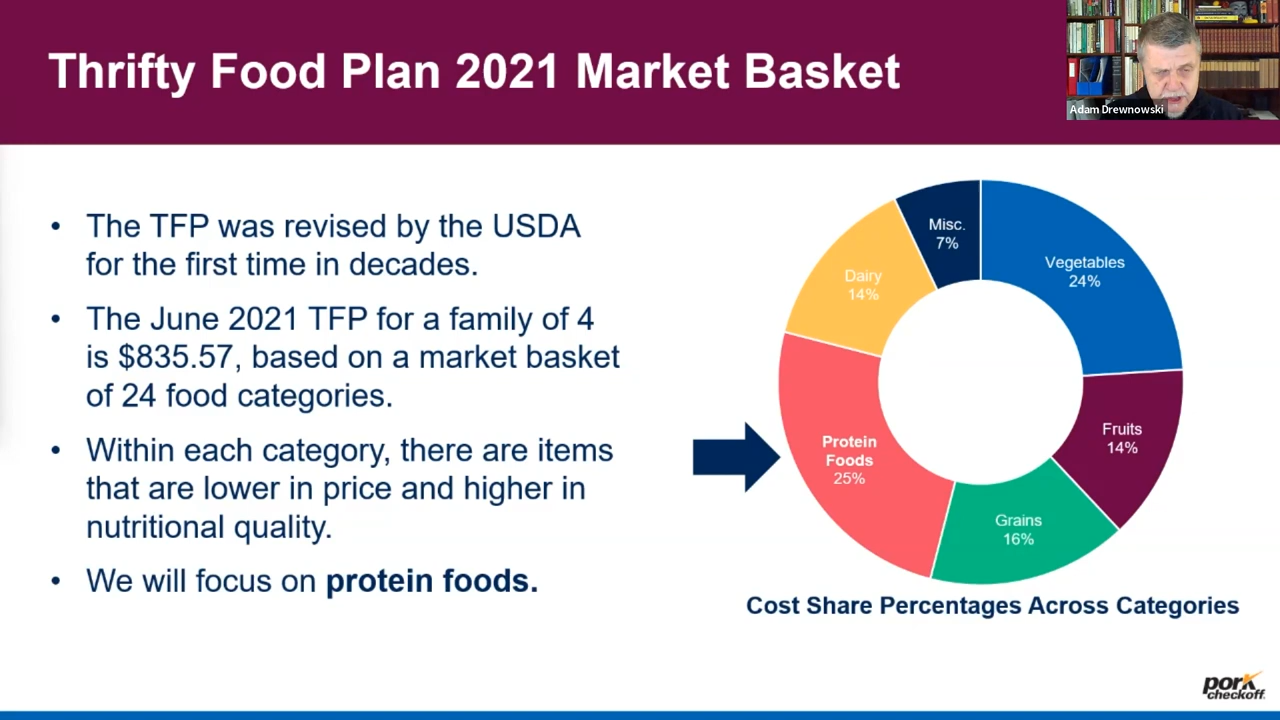 Thrifty Food Plan 2021 Market Basket
Adam Drewnowski
• The TFP was revised by the USDA
for the first time in decades.
• The June 2021 TFP for a family of 4
is $835.57, based on a market basket
of 24 food categories.
• Within each category, there are items
that are lower in price and higher in
nutritional quality.
• We will focus on protein foods.
Misc.
7%
Vegetables
24%
Dairy
14%
Fruits
14%
Protein
Foods
25%
Grains
16%
Cost Share Percentages Across Categories
pork
checkoff